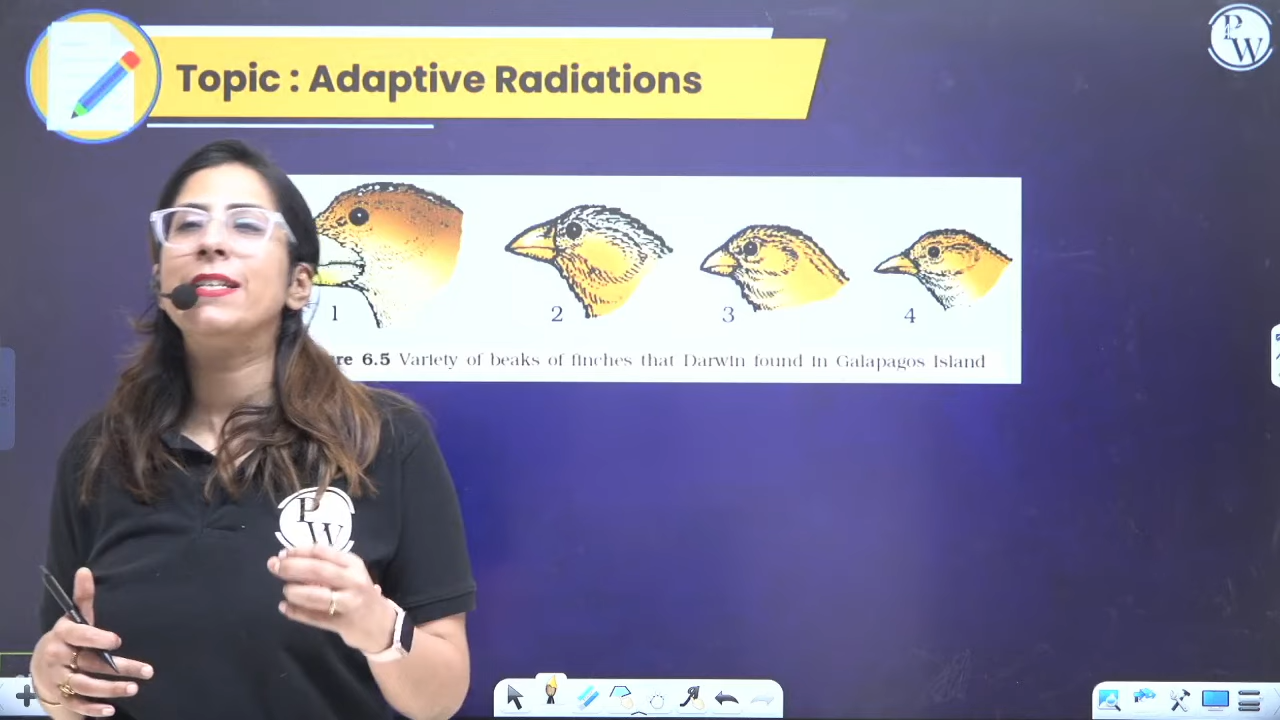 Topic : Adaptive Radiations
PW
1
2
3
4
re 6.5 Variety of beaks of finches that Darwin found in Galapagos Island
PW